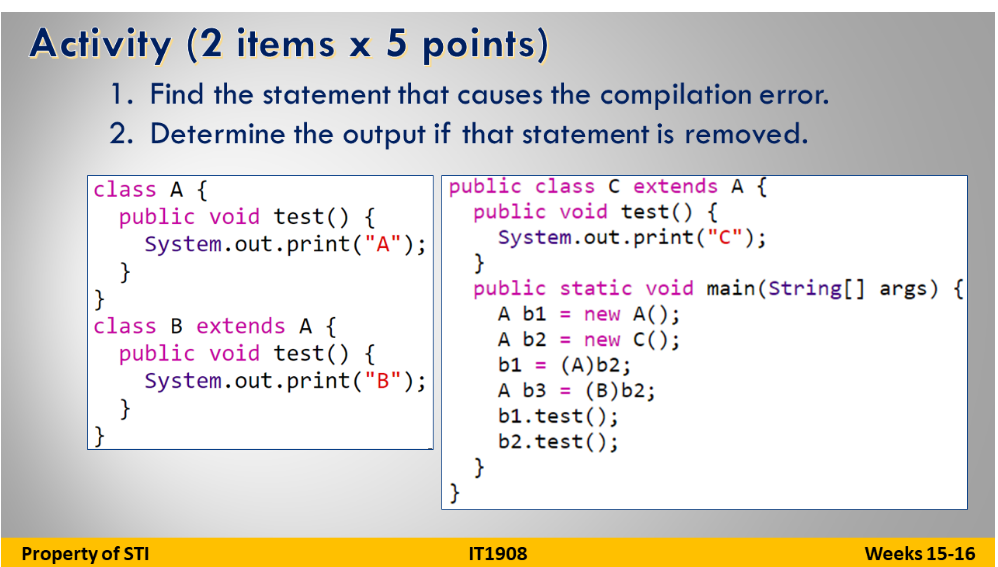 Activity (2 items x 5 points)
1. Find the statement that causes the compilation error.
2. Determine the output if that statement is removed.
class A {
  public void test() {
    System.out.print("A");
  }
}
class B extends A {
  public void test() {
    System.out.print("B");
  }
}
public class C extends A {
  public void test() {
    System.out.print("C");
  }
  public static void main(String[] args) {
    A b1 = new A();
    A b2 = new C();
    b1 = (A)b2;
    A b3 = (B)b2;
    b1.test();
    b2.test();
  }
}
Property of STI
IT1908
Weeks 15-16